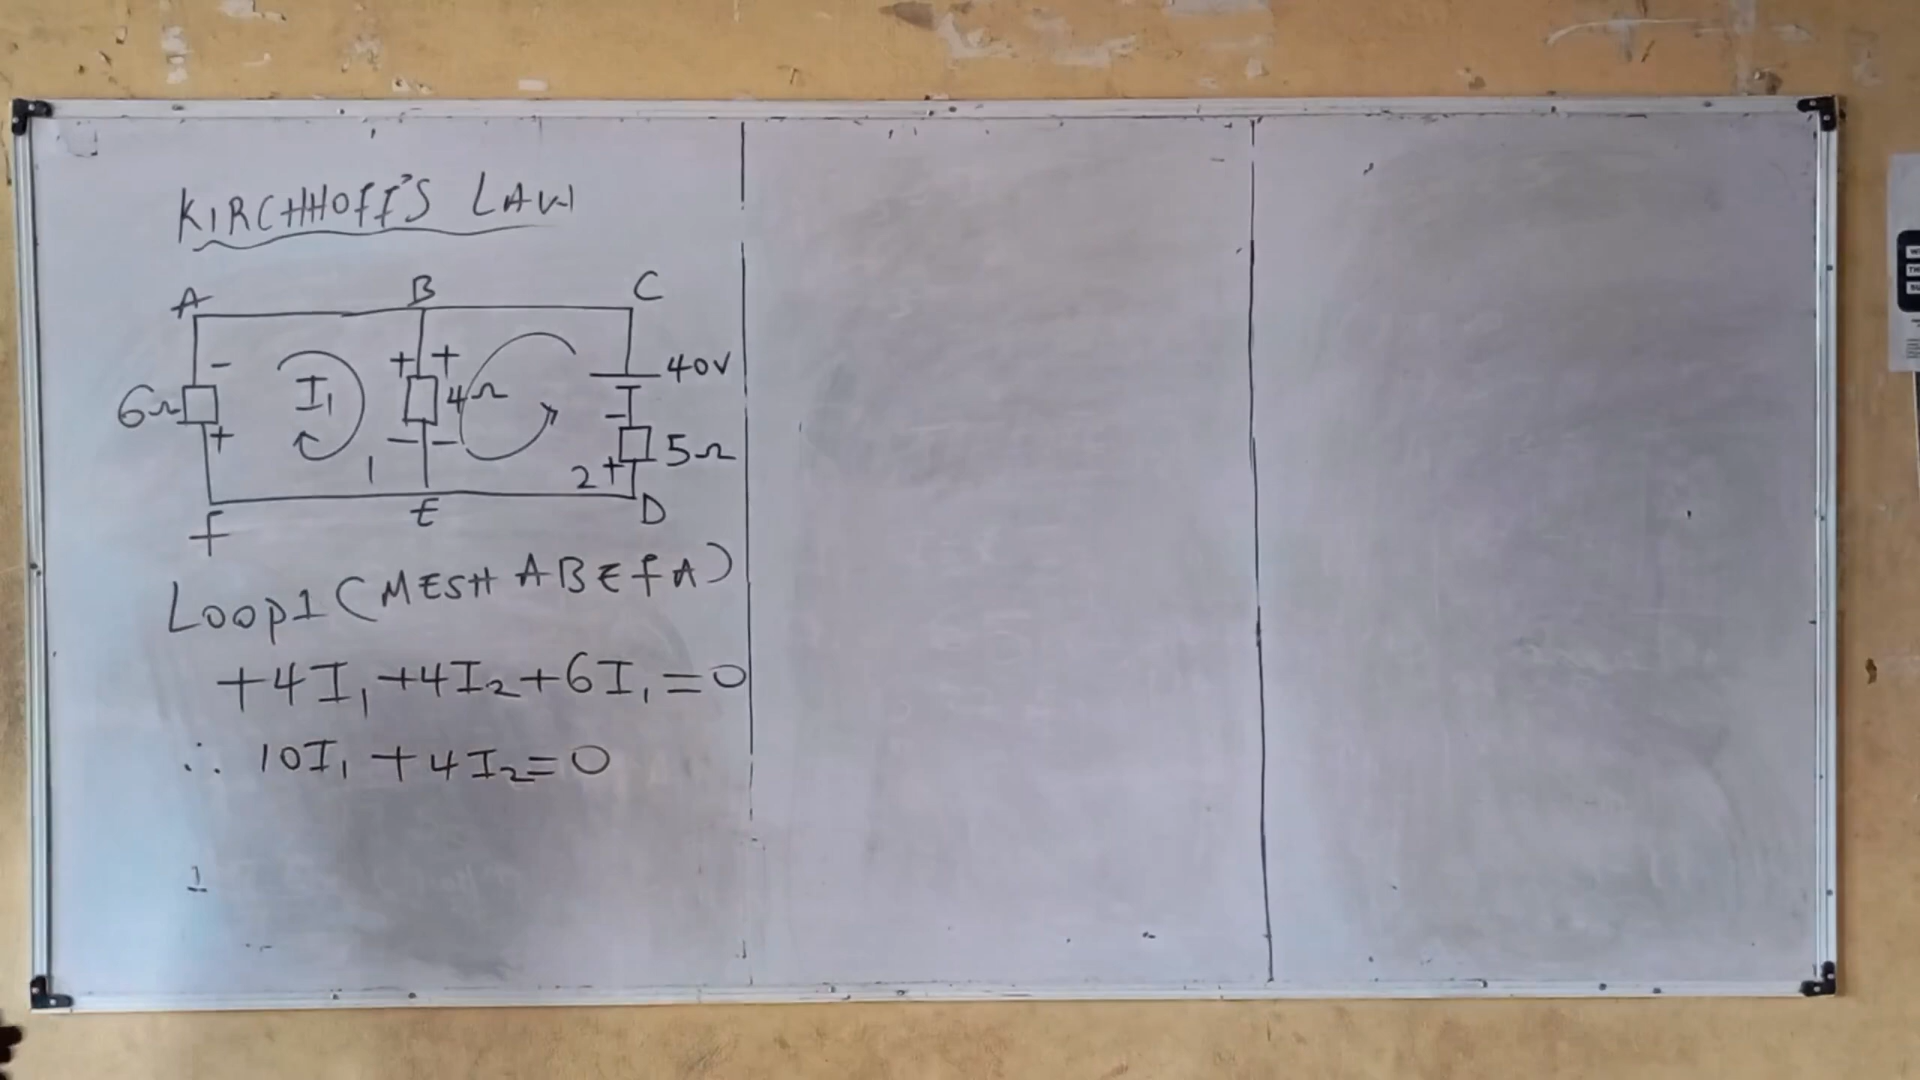 KIRCHHOFF'S LAW
A B C
- + + 40V
6Ω I₁ 4Ω -
+ - - 5Ω
1 2 +
F E D
LOOP1 (MESH ABEFA)
+4I₁ +4I₂ +6I₁ = 0
∴ 10I₁ + 4I₂ = 0